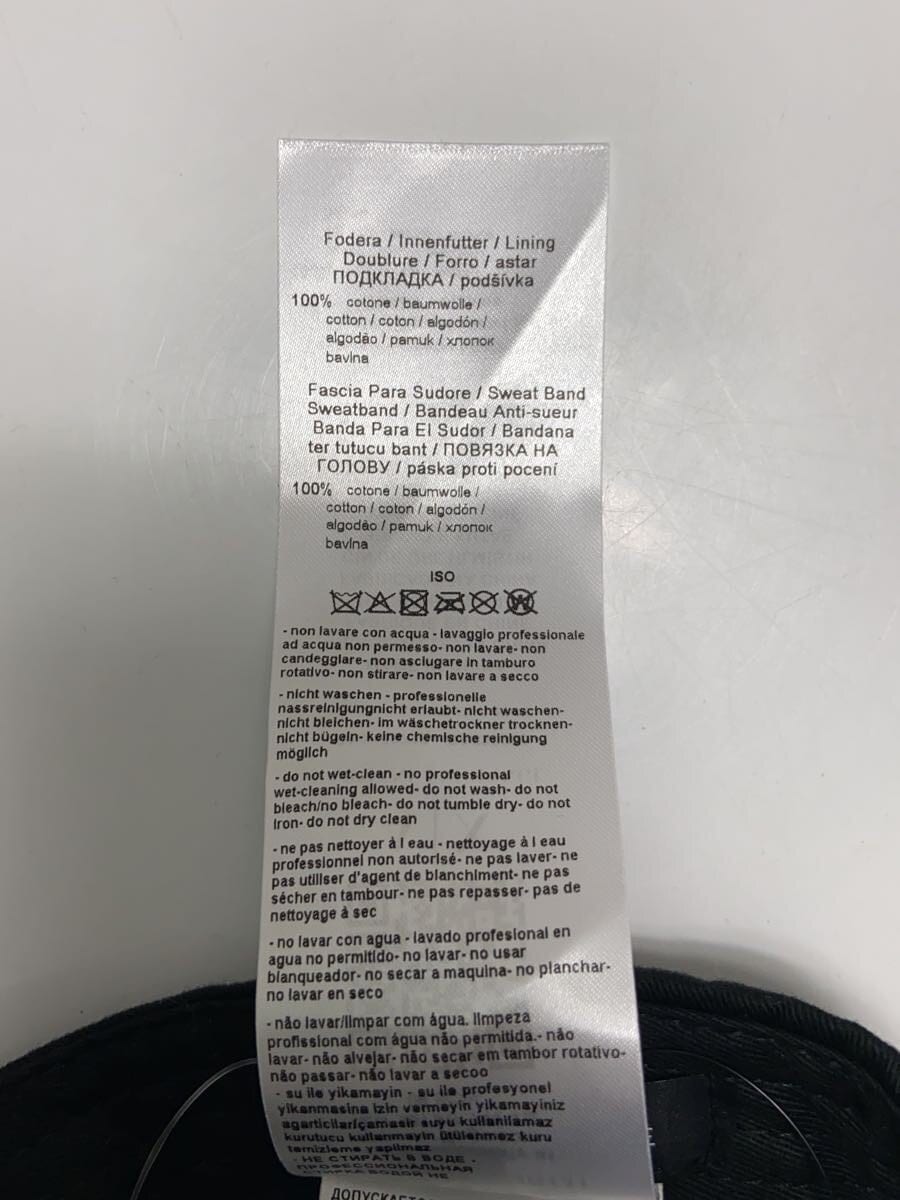 Fodera / Innenfutter / Lining
Doublure / Forro / astar
ПОДКЛАДКА / podšívka
100% cotone / baumwolle /
cotton / coton / algodón /
algodão / pamuk / хлопок
bavlna
Fascia Para Sudore / Sweat Band
Sweatband / Bandeau Anti-sueur
Banda Para El Sudor / Bandana
ter tutucu bant / ПОВЯЗКА НА
ГОЛОВУ / páska proti pocení
100% cotone / baumwolle /
cotton / coton / algodón /
algodão / pamuk / хлопок
bavlna
ISO
- non lavare con acqua - lavaggio professionale
ad acqua non permesso- non lavare- non
candeggiare- non asciugare in tamburo
rotativo- non stirare- non lavare a secco
- nicht waschen - professionelle
nassreinigungnicht erlaubt- nicht waschen-
nicht bleichen- im wäschetrockner trocknen-
nicht bügeln- keine chemische reinigung
möglich
- do not wet-clean - no professional
wet-cleaning allowed- do not wash- do not
bleach/no bleach- do not tumble dry- do not
iron- do not dry clean
- ne pas nettoyer à l eau - nettoyage à l eau
professionnel non autorisé- ne pas laver- ne
pas utiliser d'agent de blanchiment- ne pas
sécher en tambour- ne pas repasser- pas de
nettoyage à sec
- no lavar con agua - lavado profesional en
agua no permitido- no lavar- no usar
blanqueador- no secar a maquina- no planchar-
no lavar en seco
- não lavar/limpar com água. limpeza
profissional com água não permitida.- não
lavar- não alvejar- não secar em tambor rotativo-
não passar- não lavar a secoo
- su ile yikamayin - su ile profesyonel
yikanmasina izin vermeyin yikamayiniz
agarticilar/çamasir suyu kullanilamaz
kurutucu kullanmayin ütülenmez kuru
temizleme yapilmaz
- НЕ СТИРАТЬ В ВОДЕ -
ПРОФЕССИОНАЛЬНАЯ
СТИРКА ВОДОЙ НЕ